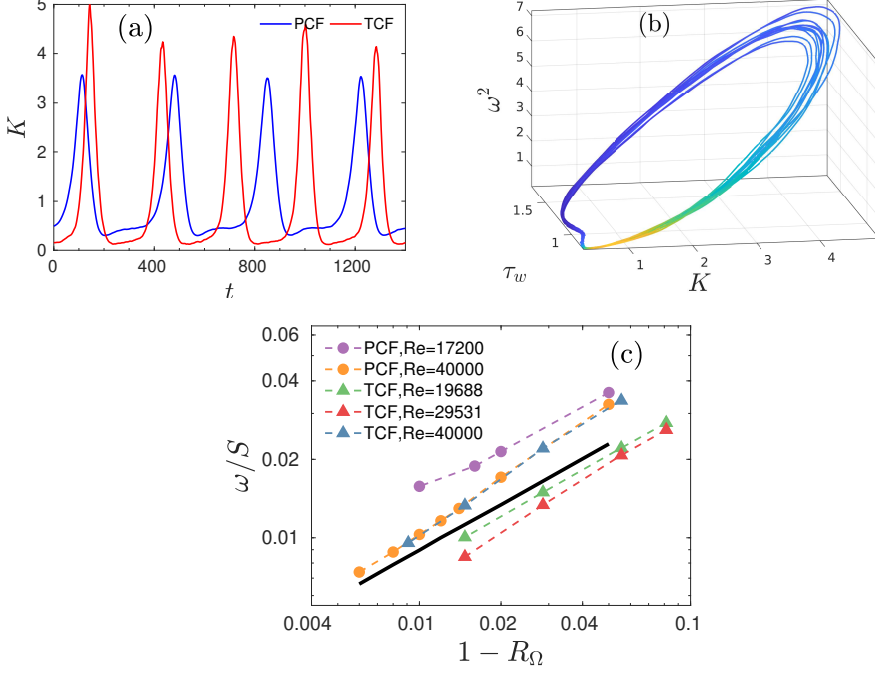 (a)
PCF TCF
K
5
4
3
2
1
0
0 400 800 1200
t
(b)
ω²
7
6
5
4
3
2
1
1.5
1
τ_w
1 2 3 4
K
(c)
PCF,Re=17200
PCF,Re=40000
TCF,Re=19688
TCF,Re=29531
TCF,Re=40000
ω/S
0.06
0.04
0.02
0.01
0.004 0.01 0.02 0.04 0.1
1 − R_Ω